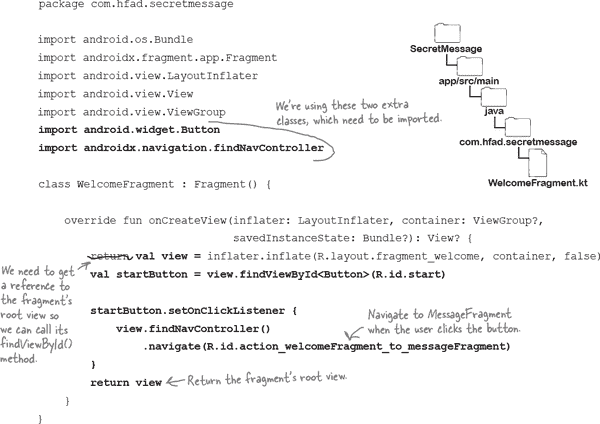 package com.hfad.secretmessage
import android.os.Bundle
import androidx.fragment.app.Fragment
import android.view.LayoutInflater
import android.view.View
import android.view.ViewGroup
import android.widget.Button
import androidx.navigation.findNavController
We're using these two extra
classes, which need to be imported.
SecretMessage
app/src/main
java
com.hfad.secretmessage
WelcomeFragment.kt
class WelcomeFragment : Fragment() {
override fun onCreateView(inflater: LayoutInflater, container: ViewGroup?,
savedInstanceState: Bundle?): View? {
return val view = inflater.inflate(R.layout.fragment_welcome, container, false)
val startButton = view.findViewById<Button>(R.id.start)
We need to get
a reference to
the fragment's
root view so
we can call its
findViewById()
method.
startButton.setOnClickListener {
view.findNavController()
.navigate(R.id.action_welcomeFragment_to_messageFragment)
}
Navigate to MessageFragment
when the user clicks the button.
return view
Return the fragment's root view.
}
}